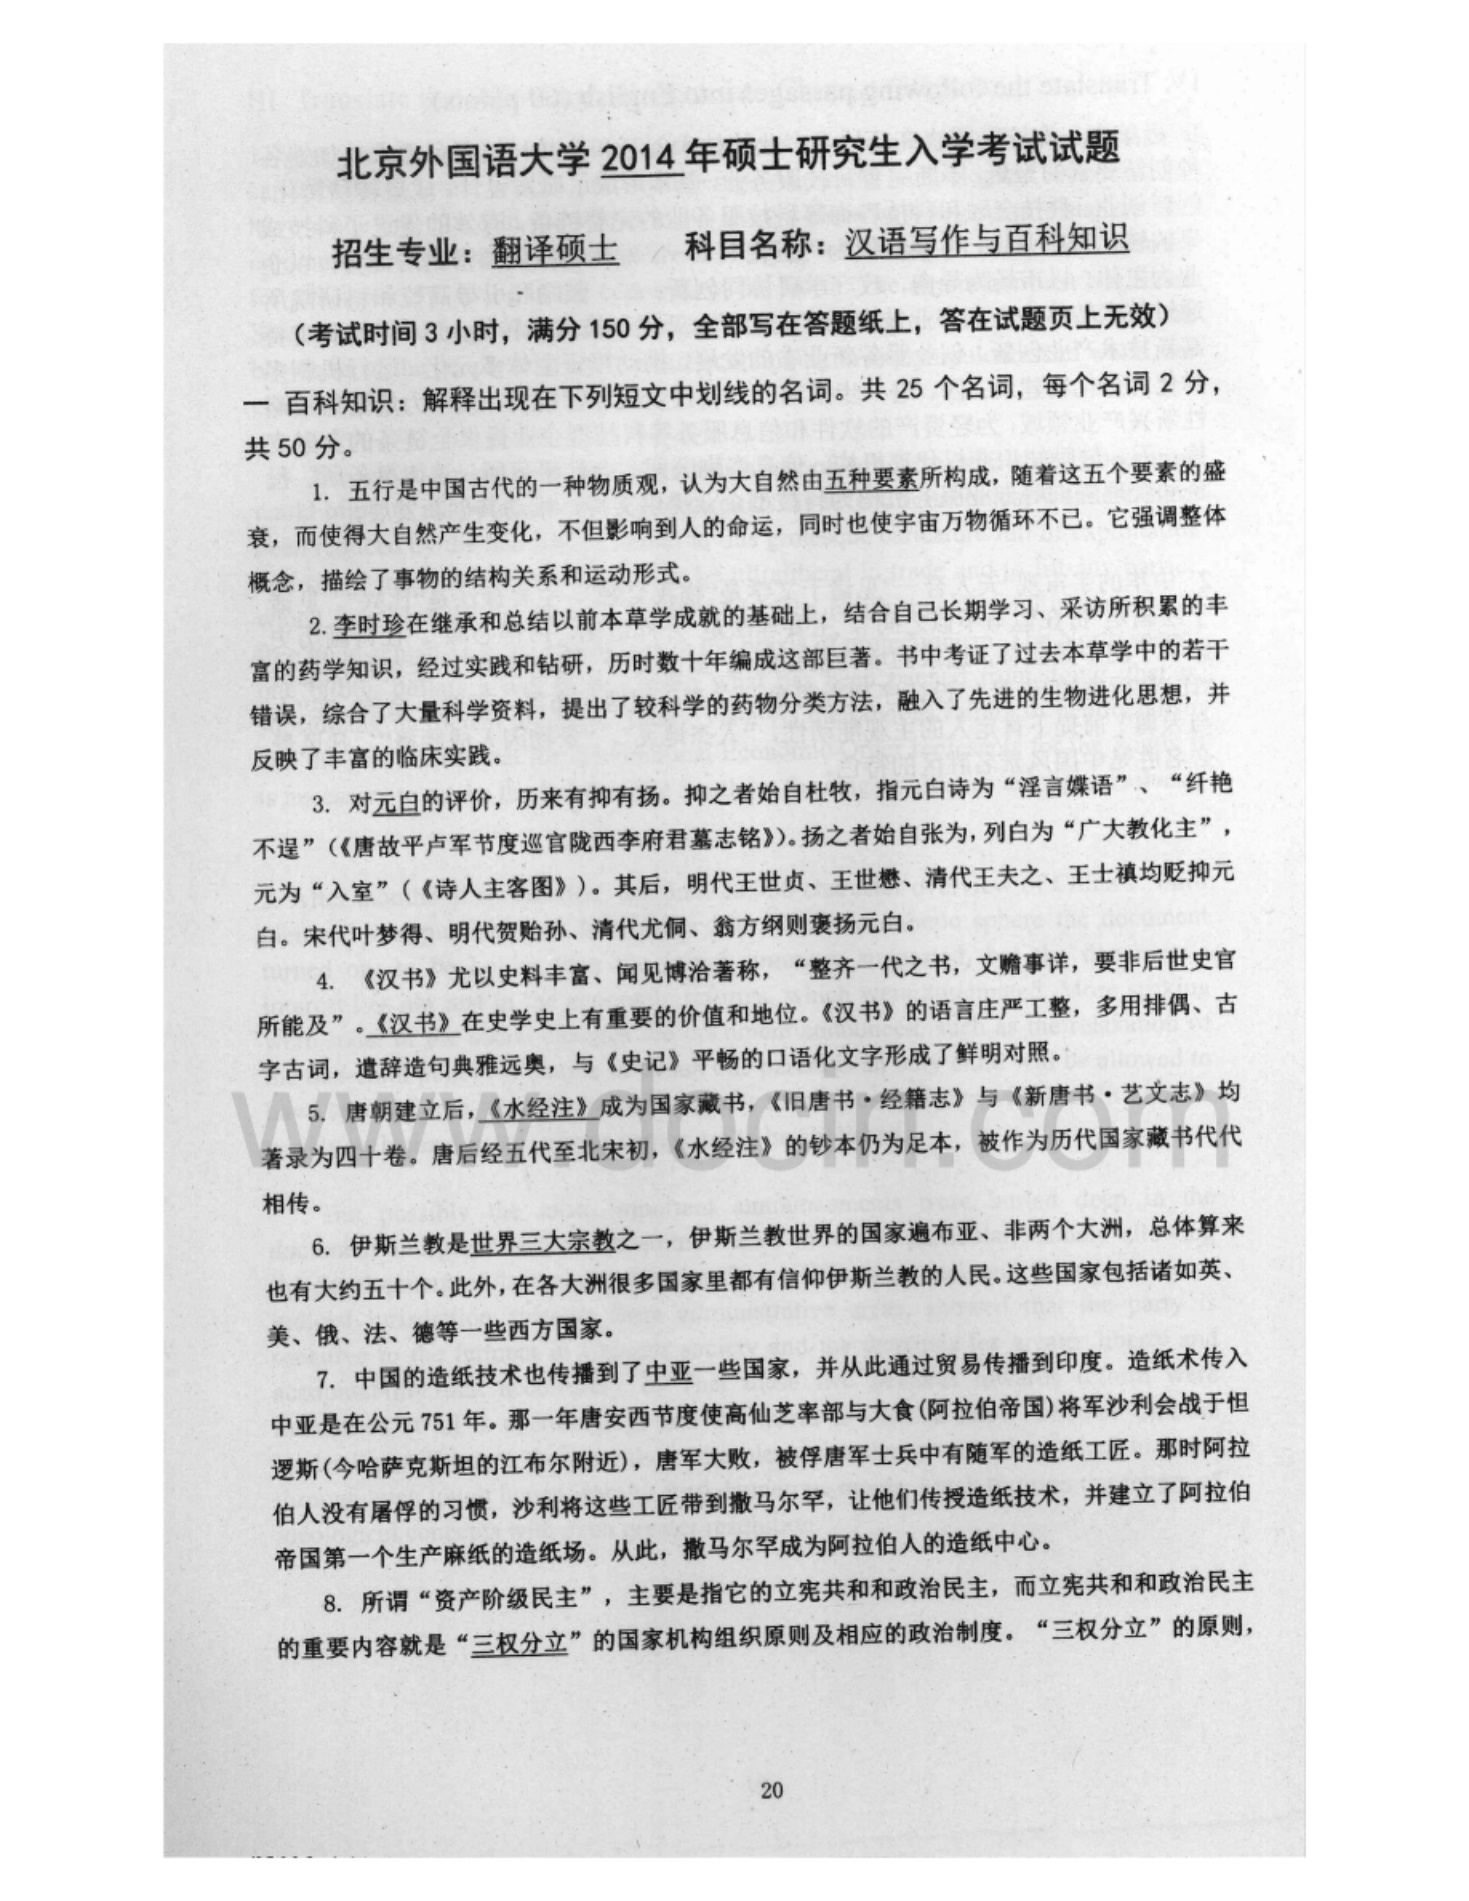 北京外国语大学 2014 年硕士研究生入学考试试题
招生专业：翻译硕士 科目名称：汉语写作与百科知识
（考试时间 3 小时，满分 150 分，全部写在答题纸上，答在试题页上无效）
一 百科知识：解释出现在下列短文中划线的名词。共 25 个名词，每个名词 2 分，
共 50 分。
1. 五行是中国古代的一种物质观，认为大自然由五种要素所构成，随着这五个要素的盛
衰，而使得大自然产生变化，不但影响到人的命运，同时也使宇宙万物循环不已。它强调整体
概念，描绘了事物的结构关系和运动形式。
2. 李时珍在继承和总结以前本草学成就的基础上，结合自己长期学习、采访所积累的丰
富的药学知识，经过实践和钻研，历时数十年编成这部巨著。书中考证了过去本草学中的若干
错误，综合了大量科学资料，提出了较科学的药物分类方法，融入了先进的生物进化思想，并
反映了丰富的临床实践。
3. 对元白的评价，历来有抑有扬。抑之者始自杜牧，指元白诗为“淫言媟语”、“纤艳
不逞”（《唐故平卢军节度巡官陇西李府君墓志铭》）。扬之者始自张为，列白为“广大教化主”，
元为“入室”（《诗人主客图》）。其后，明代王世贞、王世懋、清代王夫之、王士禛均贬抑元
白。宋代叶梦得、明代贺贻孙、清代尤侗、翁方纲则褒扬元白。
4. 《汉书》尤以史料丰富、闻见博洽著称，“整齐一代之书，文赡事详，要非后世史官
所能及”。《汉书》在史学史上有重要的价值和地位。《汉书》的语言庄严工整，多用排偶、古
字古词，遣辞造句典雅远奥，与《史记》平畅的口语化文字形成了鲜明对照。
5. 唐朝建立后，《水经注》成为国家藏书，《旧唐书·经籍志》与《新唐书·艺文志》均
著录为四十卷。唐后经五代至北宋初，《水经注》的钞本仍为足本，被作为历代国家藏书代代
相传。
www.docin.com
6. 伊斯兰教是世界三大宗教之一，伊斯兰教世界的国家遍布亚、非两个大洲，总体算来
也有大约五十个。此外，在各大洲很多国家里都有信仰伊斯兰教的人民。这些国家包括诸如英、
美、俄、法、德等一些西方国家。
7. 中国的造纸技术也传播到了中亚一些国家，并从此通过贸易传播到印度。造纸术传入
中亚是在公元 751 年。那一年唐安西节度使高仙芝率部与大食(阿拉伯帝国)将军沙利会战于怛
逻斯(今哈萨克斯坦的江布尔附近)，唐军大败，被俘唐军士兵中有随军的造纸工匠。那时阿拉
伯人没有屠俘的习惯，沙利将这些工匠带到撒马尔罕，让他们传授造纸技术，并建立了阿拉伯
帝国第一个生产麻纸的造纸场。从此，撒马尔罕成为阿拉伯人的造纸中心。
8. 所谓“资产阶级民主”，主要是指它的立宪共和和政治民主，而立宪共和和政治民主
的重要内容就是“三权分立”的国家机构组织原则及相应的政治制度。“三权分立”的原则，
20